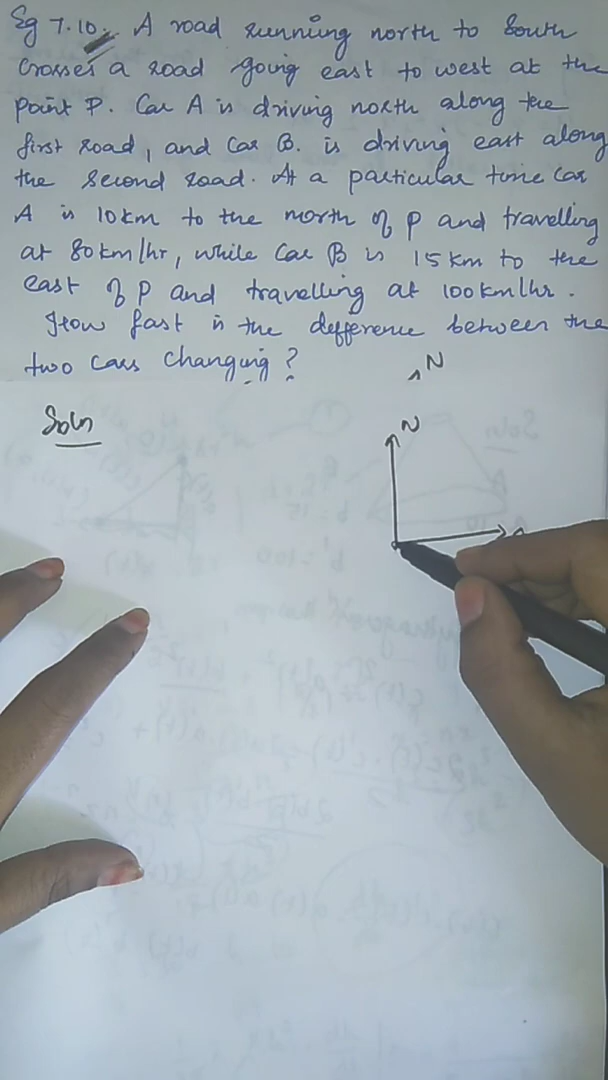 Eg 7.10. A road running north to South
Crosses a road going east to west at the
point P. Car A is driving north along the
first road, and Car B. is driving east along
the second road. At a particular time car
A is 10km to the north of P and travelling
at 80km/hr, while Car B is 15km to the
east of P and travelling at 100km/hr.
How fast is the difference between the
two cars changing?
N
Soln
N